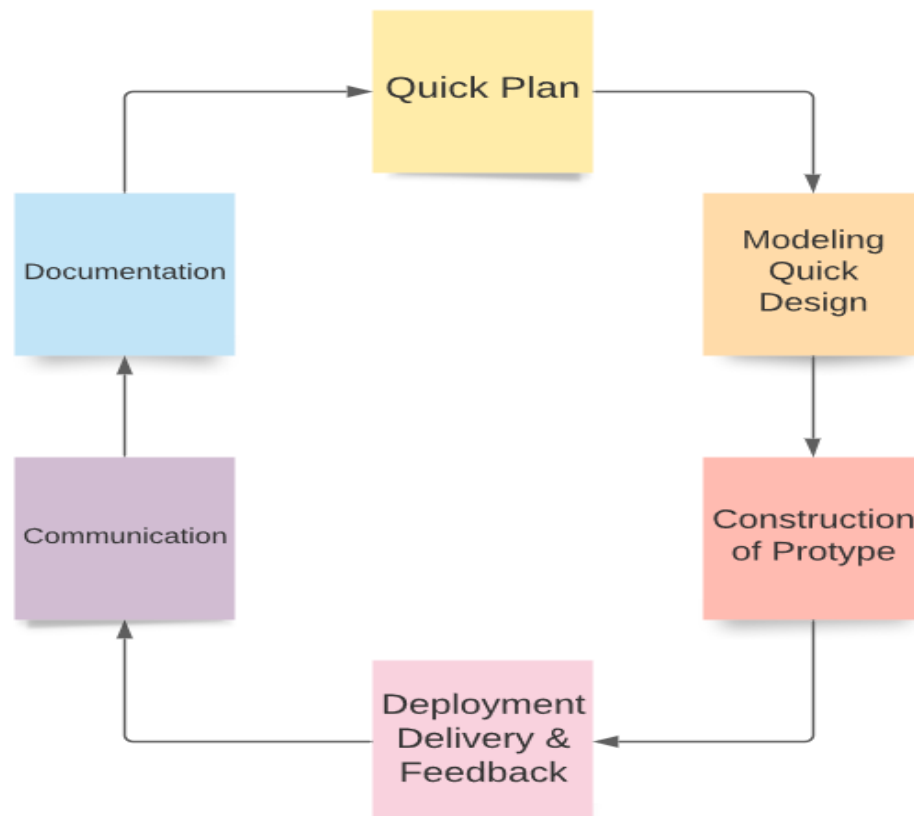 Quick Plan
Modeling
Quick
Design
Documentation
Construction
of Protype
Communication
Deployment
Delivery &
Feedback